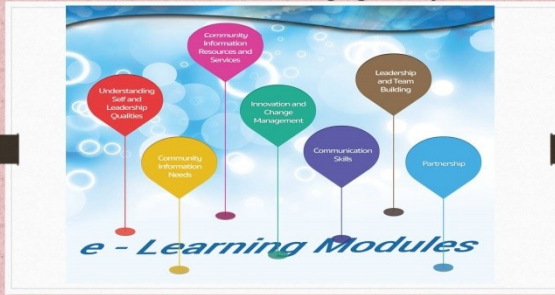 Community
Information
Resources and
Services
Leadership
and Team
Building
Understanding
Self and
Leadership
Qualities
Innovation and
Change
Management
Communication
Skills
Community
Information
Needs
Partnership
e - Learning Modules